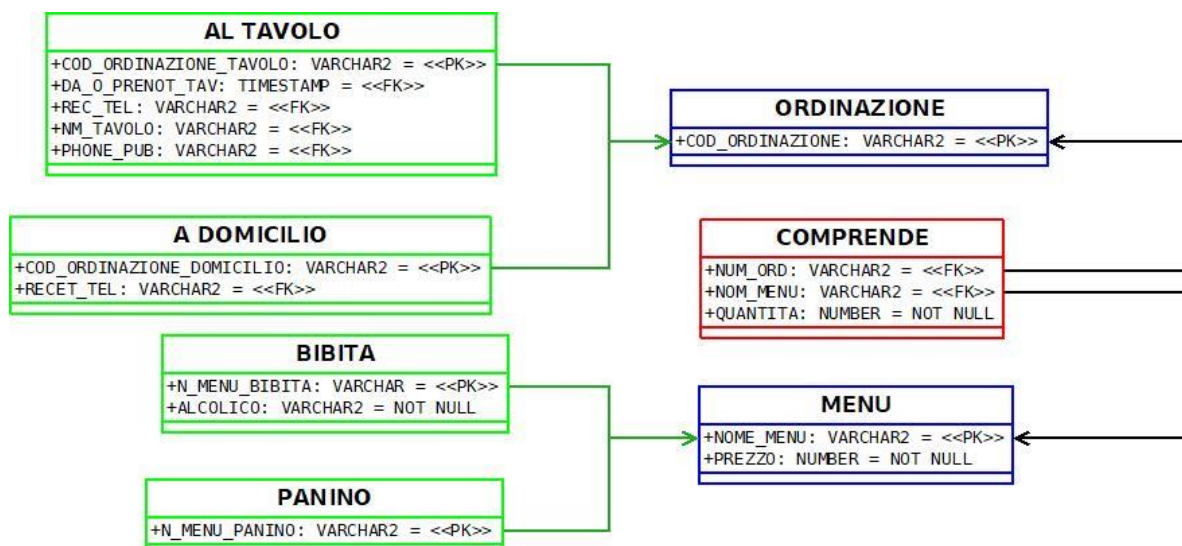 AL TAVOLO
+COD_ORDINAZIONE_TAVOLO: VARCHAR2 = <<PK>>
+DA_O_PRENOT_TAV: TIMESTAMP = <<FK>>
+REC_TEL: VARCHAR2 = <<FK>>
+NM_TAVOLO: VARCHAR2 = <<FK>>
+PHONE_PUB: VARCHAR2 = <<FK>>
ORDINAZIONE
+COD_ORDINAZIONE: VARCHAR2 = <<PK>>
A DOMICILIO
+COD_ORDINAZIONE_DOMICILIO: VARCHAR2 = <<PK>>
+RECET_TEL: VARCHAR2 = <<FK>>
COMPRENDE
+NUM_ORD: VARCHAR2 = <<FK>>
+NOM_MENU: VARCHAR2 = <<FK>>
+QUANTITA: NUMBER = NOT NULL
BIBITA
+N_MENU_BIBITA: VARCHAR = <<PK>>
+ALCOLICO: VARCHAR2 = NOT NULL
MENU
+NOME_MENU: VARCHAR2 = <<PK>>
+PREZZO: NUMBER = NOT NULL
PANINO
+N_MENU_PANINO: VARCHAR2 = <<PK>>